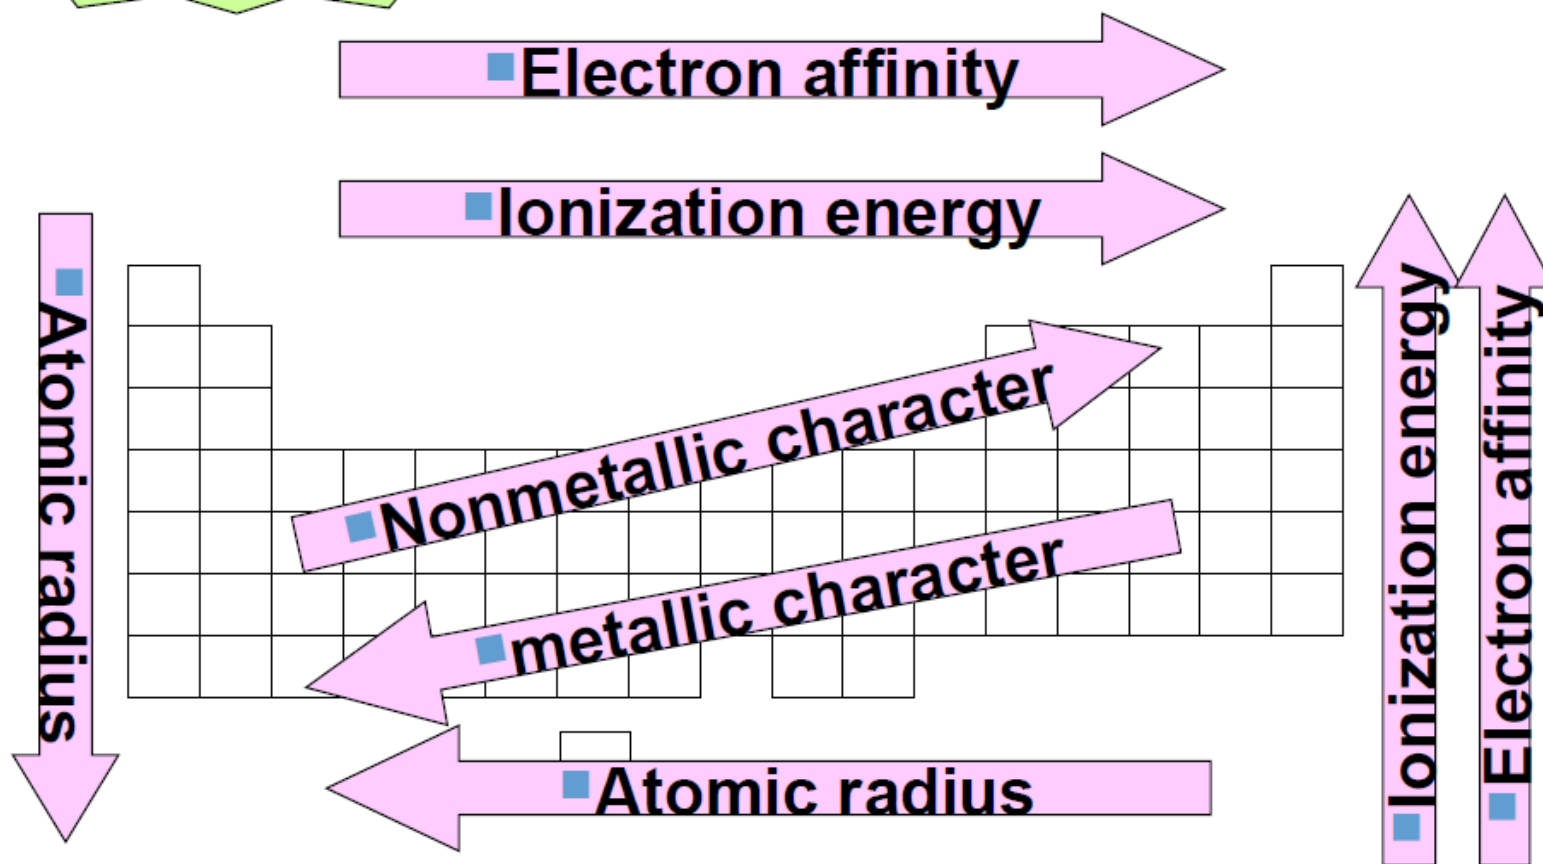 Electron affinity
Ionization energy
Atomic radius
Nonmetallic character
metallic character
Atomic radius
Ionization energy
Electron affinity